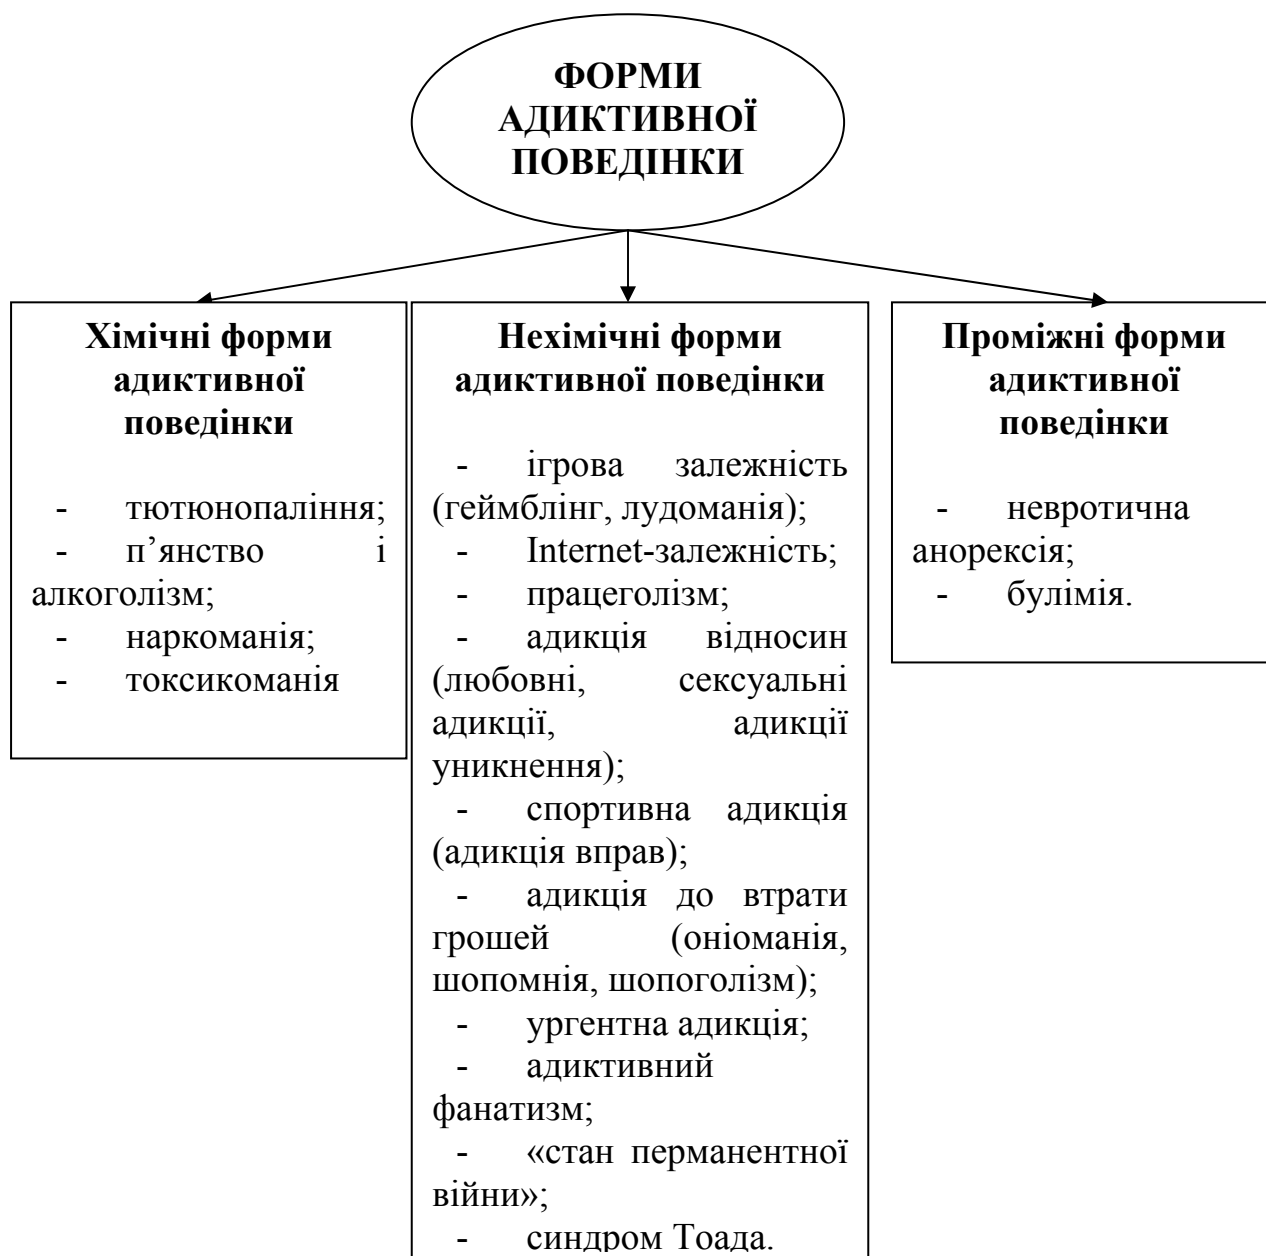 ФОРМИ
АДИКТИВНОЇ
ПОВЕДІНКИ
Хімічні форми
адиктивної
поведінки
- тютюнопаління;
- п’янство і
алкоголізм;
- наркоманія;
- токсикоманія
Нехімічні форми
адиктивної поведінки
- ігрова залежність
(геймблінг, лудоманія);
- Internet-залежність;
- працеголізм;
- адикція відносин
(любовні, сексуальні
адикції, адикції
уникнення);
- спортивна адикція
(адикція вправ);
- адикція до втрати
грошей (оніоманія,
шопомнія, шопоголізм);
- ургентна адикція;
- адиктивний
фанатизм;
- «стан перманентної
війни»;
- синдром Тоада.
Проміжні форми
адиктивної
поведінки
- невротична
анорексія;
- булімія.